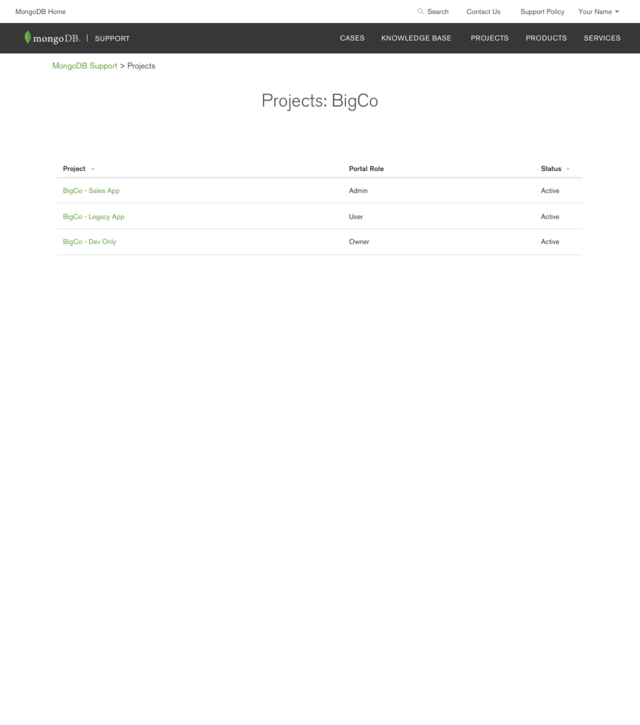 MongoDB Home Search Contact Us Support Policy Your Name
mongoDB. | SUPPORT CASES KNOWLEDGE BASE PROJECTS PRODUCTS SERVICES
MongoDB Support > Projects
Projects: BigCo
Project Portal Role Status
BigCo - Sales App Admin Active
BigCo - Legacy App User Active
BigCo - Dev Only Owner Active